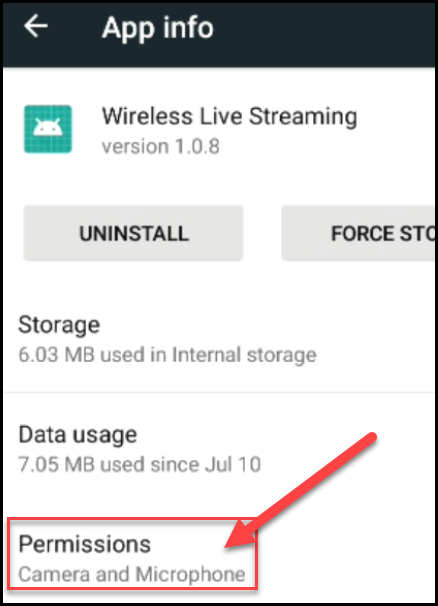 App info
Wireless Live Streaming
version 1.0.8
UNINSTALL
FORCE STO
Storage
6.03 MB used in Internal storage
Data usage
7.05 MB used since Jul 10
Permissions
Camera and Microphone